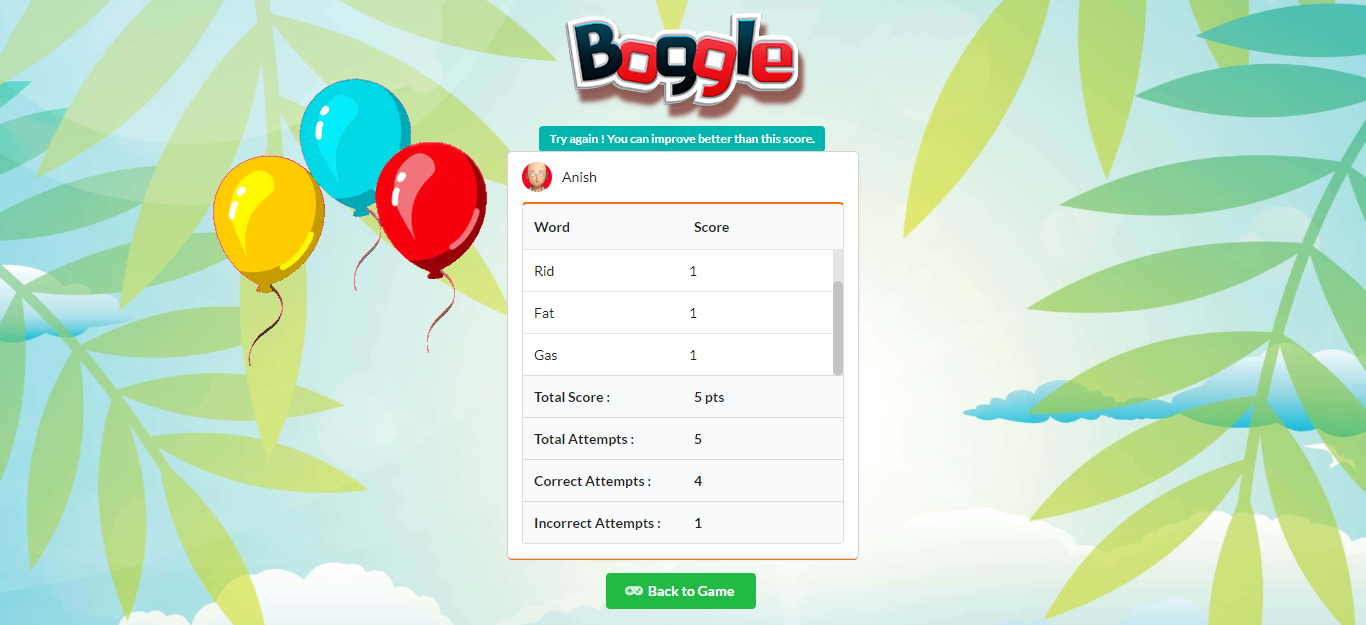 Boggle
Try again ! You can improve better than this score.
Anish
Word Score
Rid 1
Fat 1
Gas 1
Total Score : 5 pts
Total Attempts : 5
Correct Attempts : 4
Incorrect Attempts : 1
Back to Game